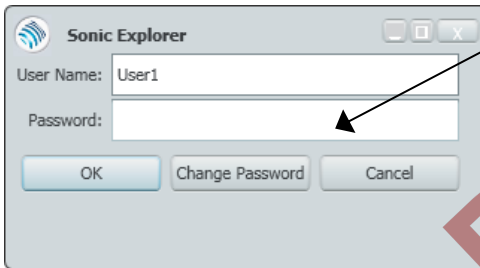 Sonic Explorer
User Name: User1
Password:
OK Change Password Cancel